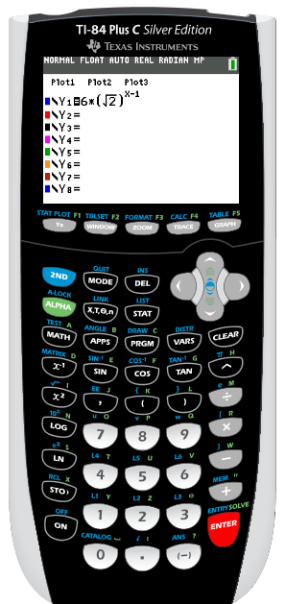 TI-84 Plus C Silver Edition
TEXAS INSTRUMENTS
NORMAL FLOAT AUTO REAL RADIAN MP
Plot1 Plot2 Plot3
\Y1=6*(√2)^X-1
\Y2=
\Y3=
\Y4=
\Y5=
\Y6=
\Y7=
\Y8=
STAT PLOT F1 TBLSET F2 FORMAT F3 CALC F4 TABLE F5
Y= WINDOW ZOOM TRACE GRAPH
QUIT INS
2ND MODE DEL
A-LOCK LINK LIST
ALPHA X,T,Θ,n STAT
TEST A ANGLE B DRAW C DISTR
MATH APPS PRGM VARS CLEAR
MATRIX D SIN⁻¹ E COS⁻¹ F TAN⁻¹ G π H
x⁻¹ SIN COS TAN ^
√ I EE J { K } L e M
x² , ( ) ÷
10ˣ N u O v P w Q [ R
LOG 7 8 9 ×
eˣ S L4 T L5 U L6 V ] W
LN 4 5 6 −
RCL X L1 Y L2 Z L3 θ MEM "
STO› 1 2 3 +
OFF CATALOG ⎵ i : ANS ? ENTRY SOLVE
ON 0 . (−) ENTER